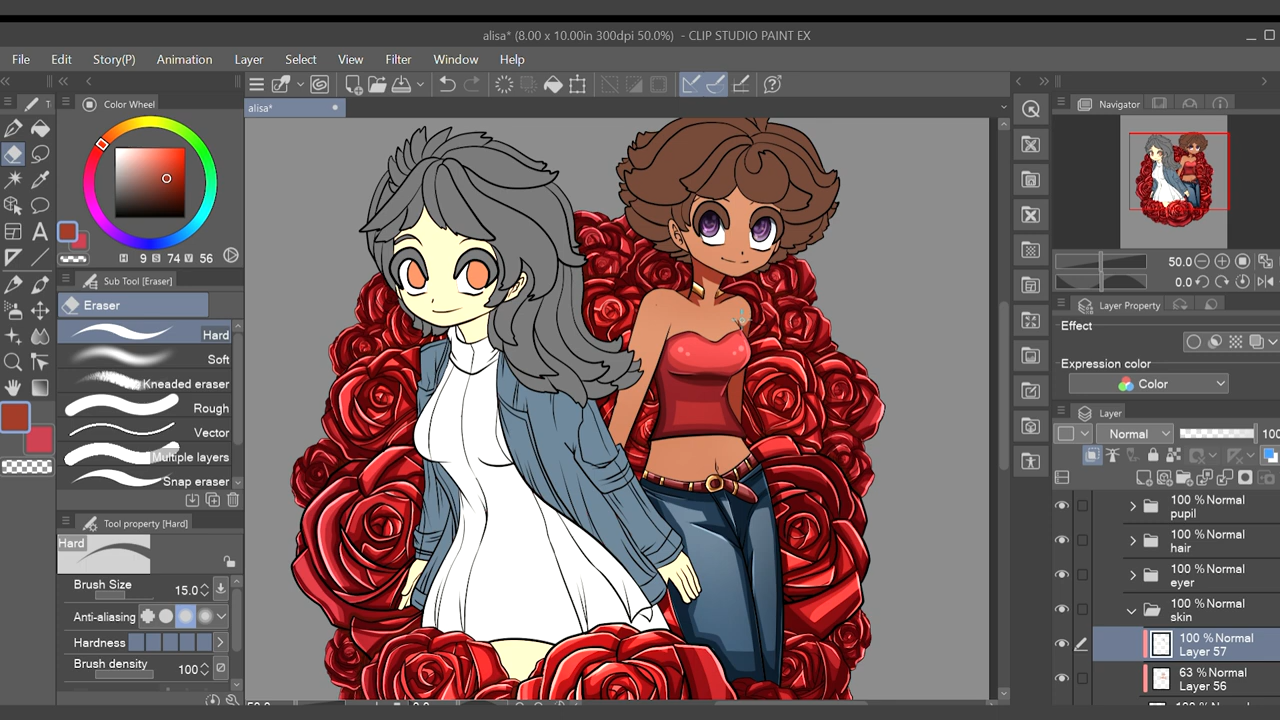 alisa* (8.00 x 10.00in 300dpi 50.0%)  - CLIP STUDIO PAINT EX
File Edit Story(P) Animation Layer Select View Filter Window Help
alisa*
T
Color Wheel
H 9 S 74 V 56
Sub Tool [Eraser]
Eraser
Hard
Soft
Kneaded eraser
Rough
Vector
Multiple layers
Snap eraser
Tool property [Hard]
Hard
Brush Size 15.0
Anti-aliasing
Hardness
Brush density 100
Navigator
50.0
0.0
Layer Property
Effect
Expression color
Color
Layer
Normal 100
100 % Normal
pupil
100 % Normal
hair
100 % Normal
eyer
100 % Normal
skin
100 % Normal
Layer 57
63 % Normal
Layer 56